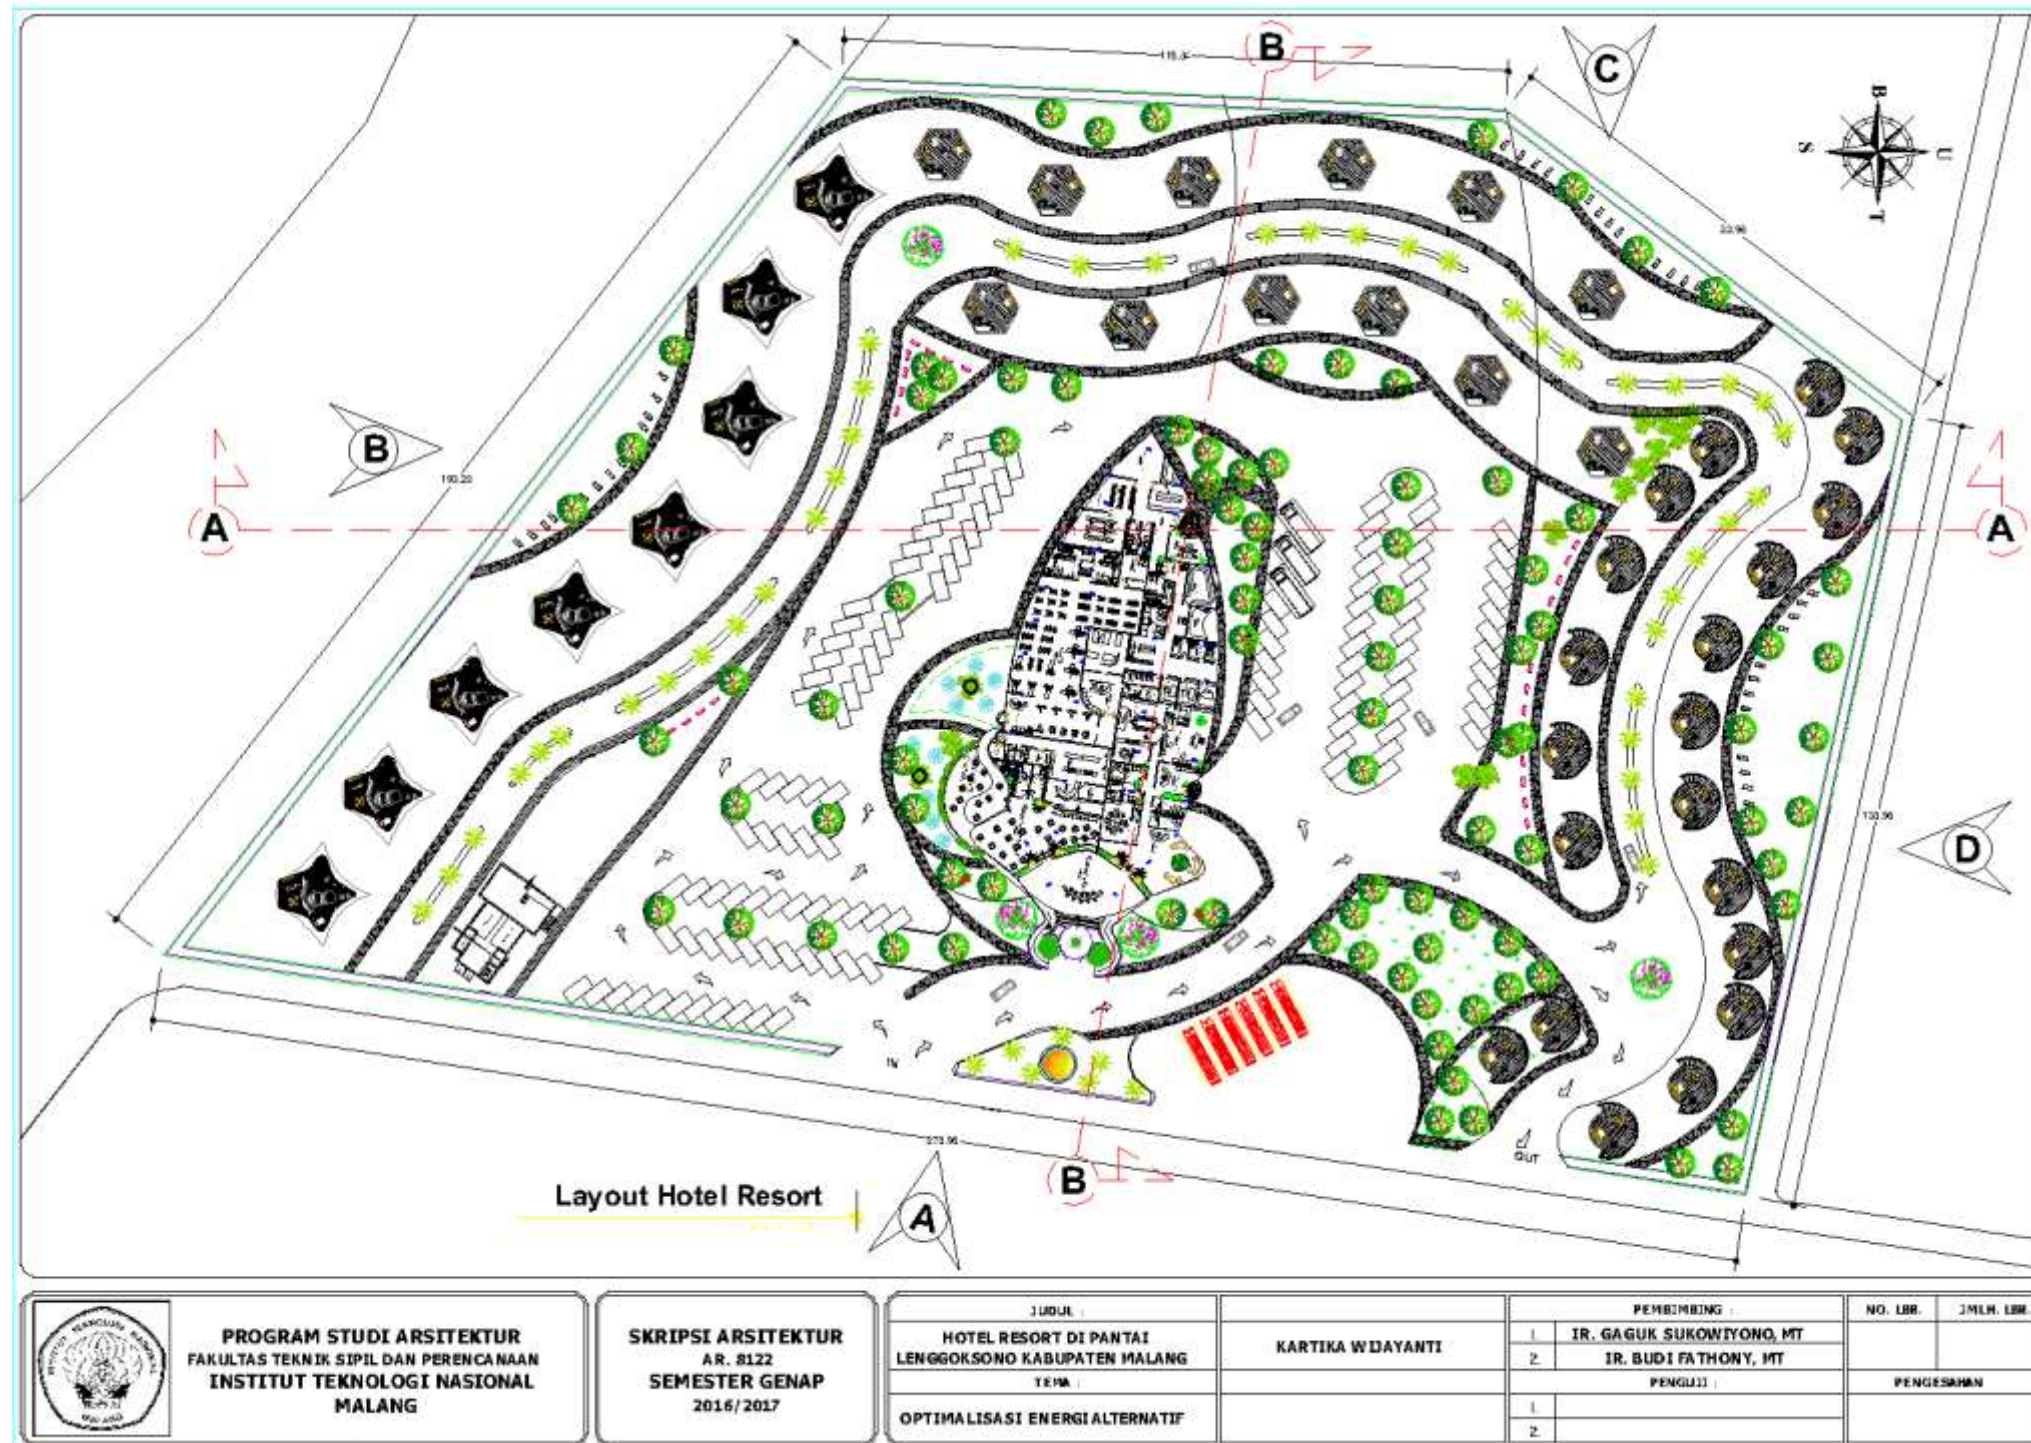 B
C
B
U
S
T
B
A
A
D
IN
OUT
B
A
Layout Hotel Resort
PROGRAM STUDI ARSITEKTUR
FAKULTAS TEKNIK SIPIL DAN PERENCANAAN
INSTITUT TEKNOLOGI NASIONAL
MALANG
SKRIPSI ARSITEKTUR
AR. 8122
SEMESTER GENAP
2016/2017
JUDUL :
HOTEL RESORT DI PANTAI
LENGGOKSONO KABUPATEN MALANG
TEMA :
OPTIMALISASI ENERGI ALTERNATIF
KARTIKA WIJAYANTI
PEMBIMBING :
1. IR. GAGUK SUKOWIYONO, MT
2. IR. BUDI FATHONY, MT
PENGUJI :
1.
2.
NO. LBR.
JMLH. LBR.
PENGESAHAN